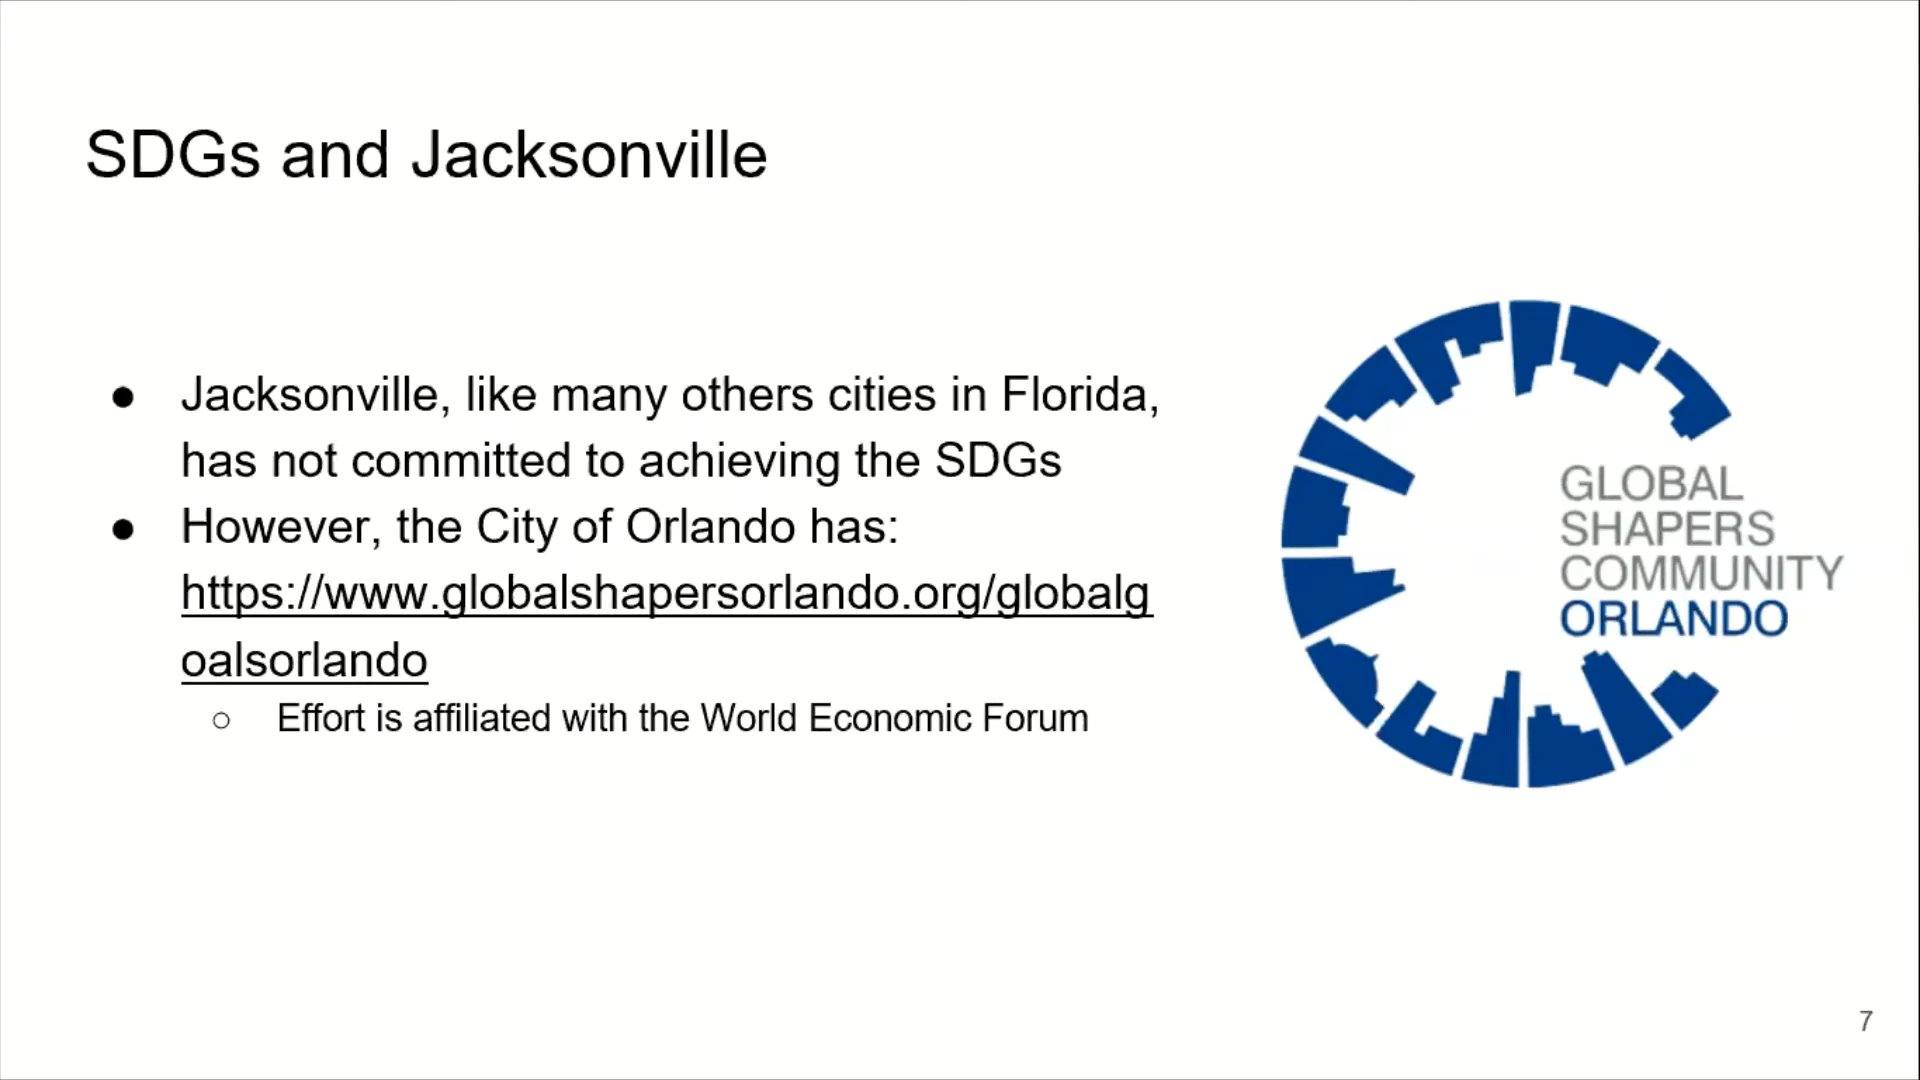 SDGs and Jacksonville
● Jacksonville, like many others cities in Florida,
has not committed to achieving the SDGs
● However, the City of Orlando has:
https://www.globalshapersorlando.org/globalg
oalsorlando
○ Effort is affiliated with the World Economic Forum
GLOBAL
SHAPERS
COMMUNITY
ORLANDO
7